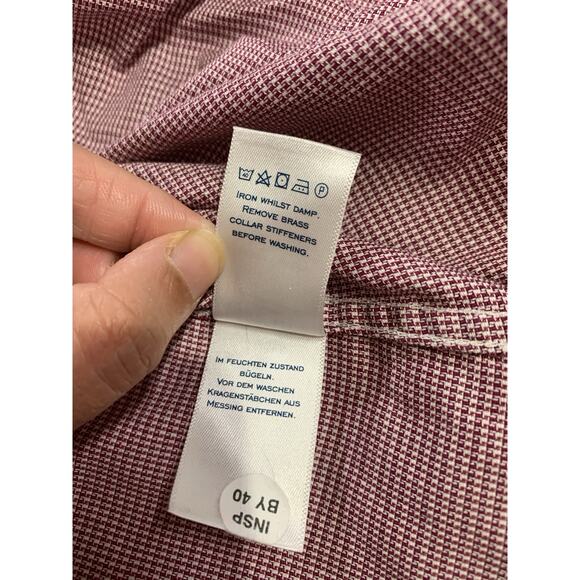 40
P
IRON WHILST DAMP.
REMOVE BRASS
COLLAR STIFFENERS
BEFORE WASHING.
IM FEUCHTEN ZUSTAND
BÜGELN.
VOR DEM WASCHEN
KRAGENSTÄBCHEN AUS
MESSING ENTFERNEN.
INSP
BY 40